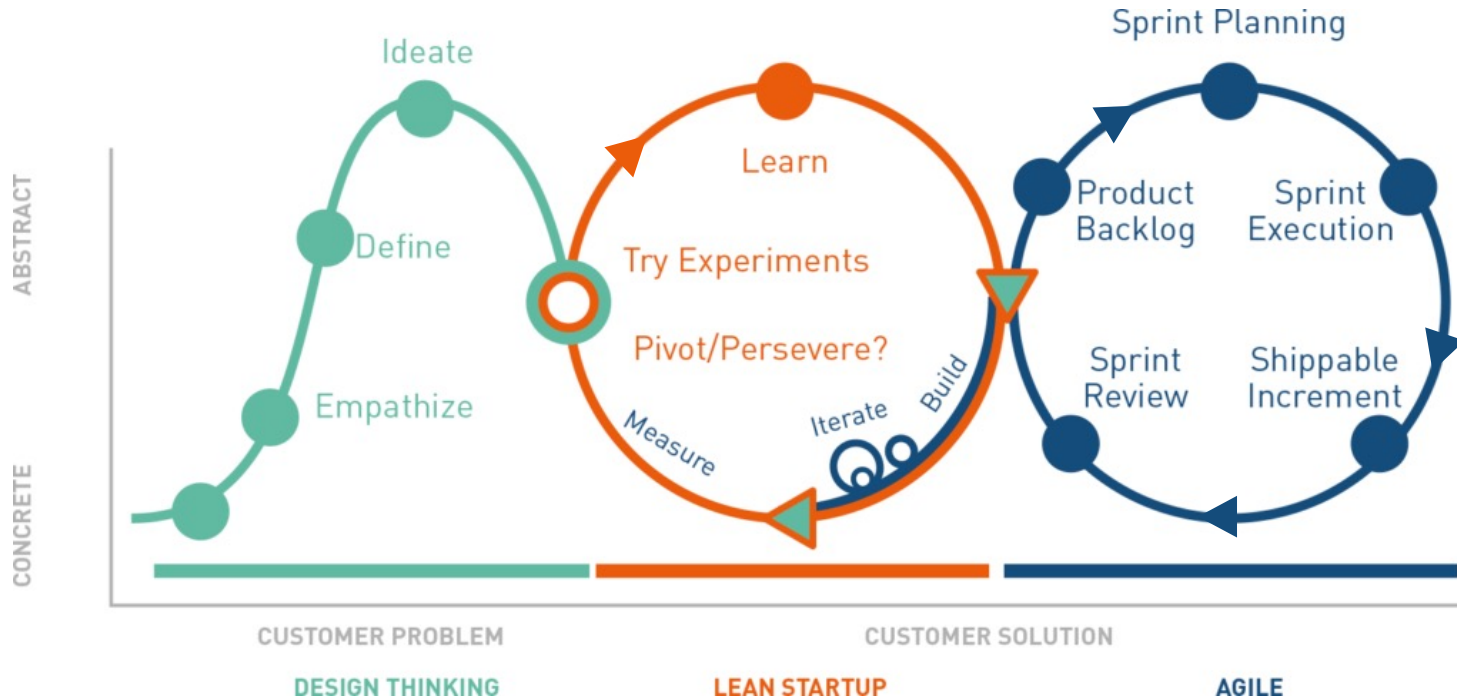 Sprint Planning
Ideate
Learn
Product
Backlog
Sprint
Execution
Define
Try Experiments
Pivot/Persevere?
Empathize
Measure
Iterate
Build
Sprint
Review
Shippable
Increment
ABSTRACT
CONCRETE
CUSTOMER PROBLEM
CUSTOMER SOLUTION
DESIGN THINKING
LEAN STARTUP
AGILE